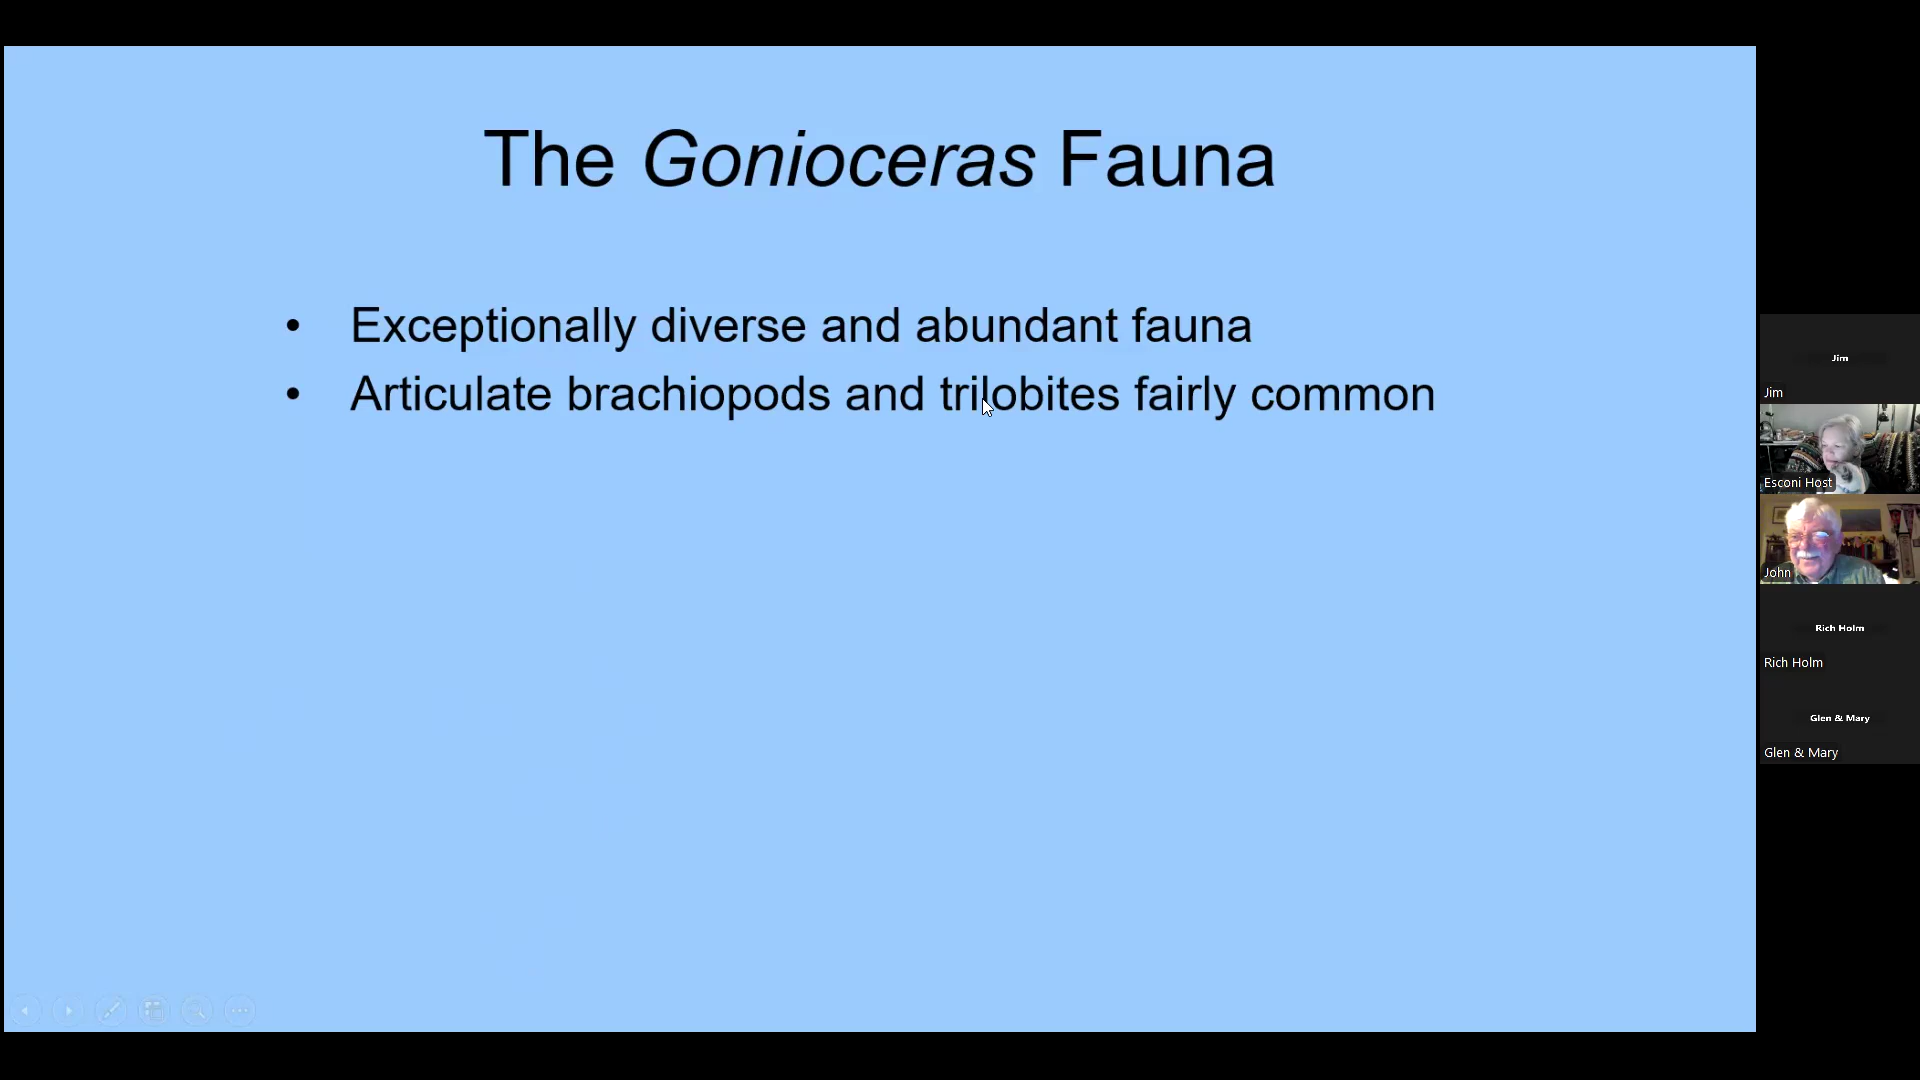 The Gonioceras Fauna
• Exceptionally diverse and abundant fauna
• Articulate brachiopods and trilobites fairly common
Jim
Jim
Esconi Host
John
Rich Holm
Rich Holm
Glen & Mary
Glen & Mary